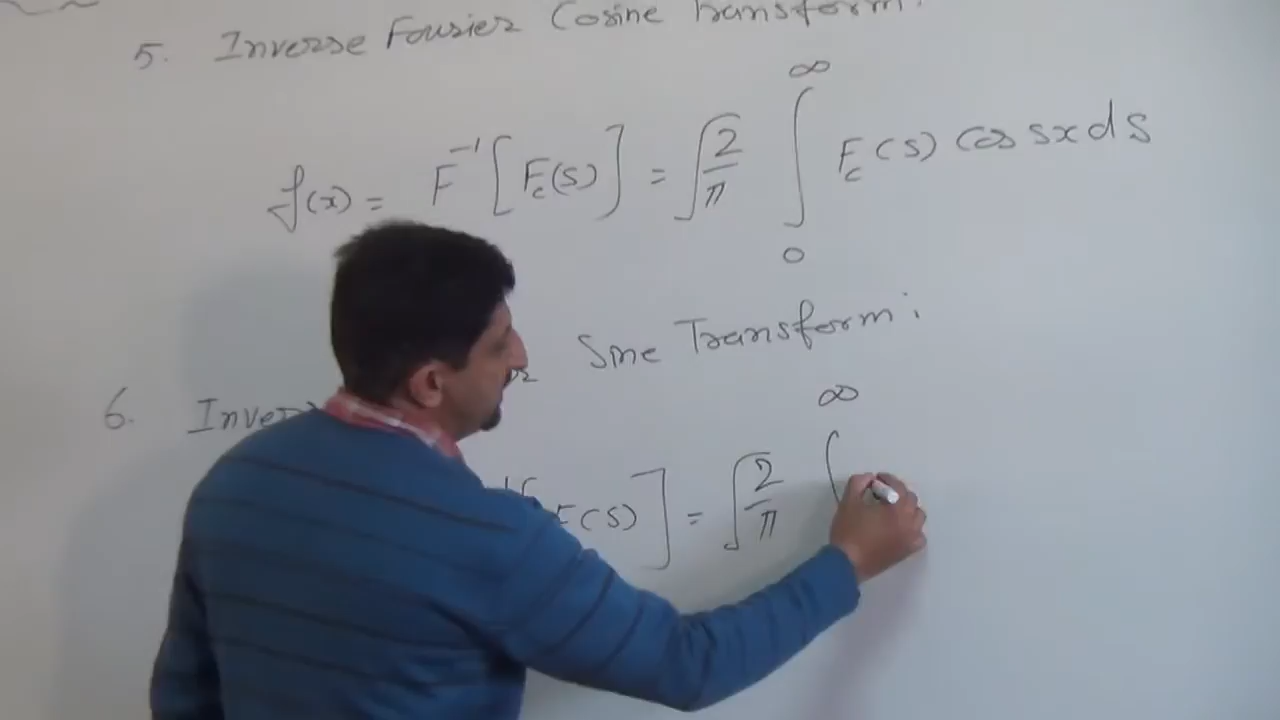 5. Inverse Fourier Cosine Transform:
f(x) = F⁻¹[F_c(s)] = √(2/π) ∫₀^∞ F_c(s) cos sx ds
6. Sine Transform:
(s)] = √(2/π) ∫ ∞